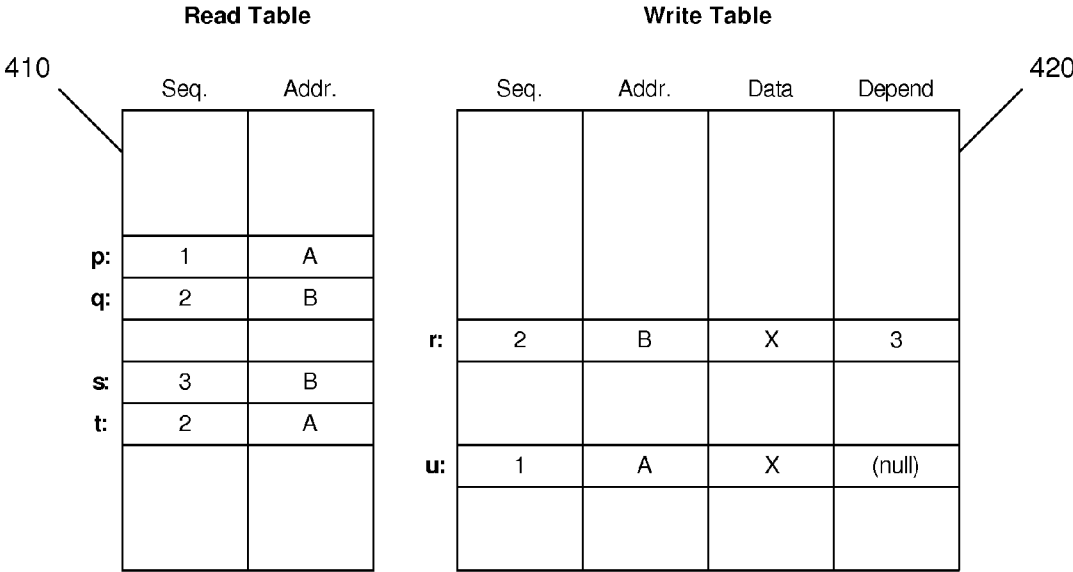 Read Table Write Table
410 420
Seq. Addr. Seq. Addr. Data Depend
p: 1 A
q: 2 B
r: 2 B X 3
s: 3 B
t: 2 A
u: 1 A X (null)